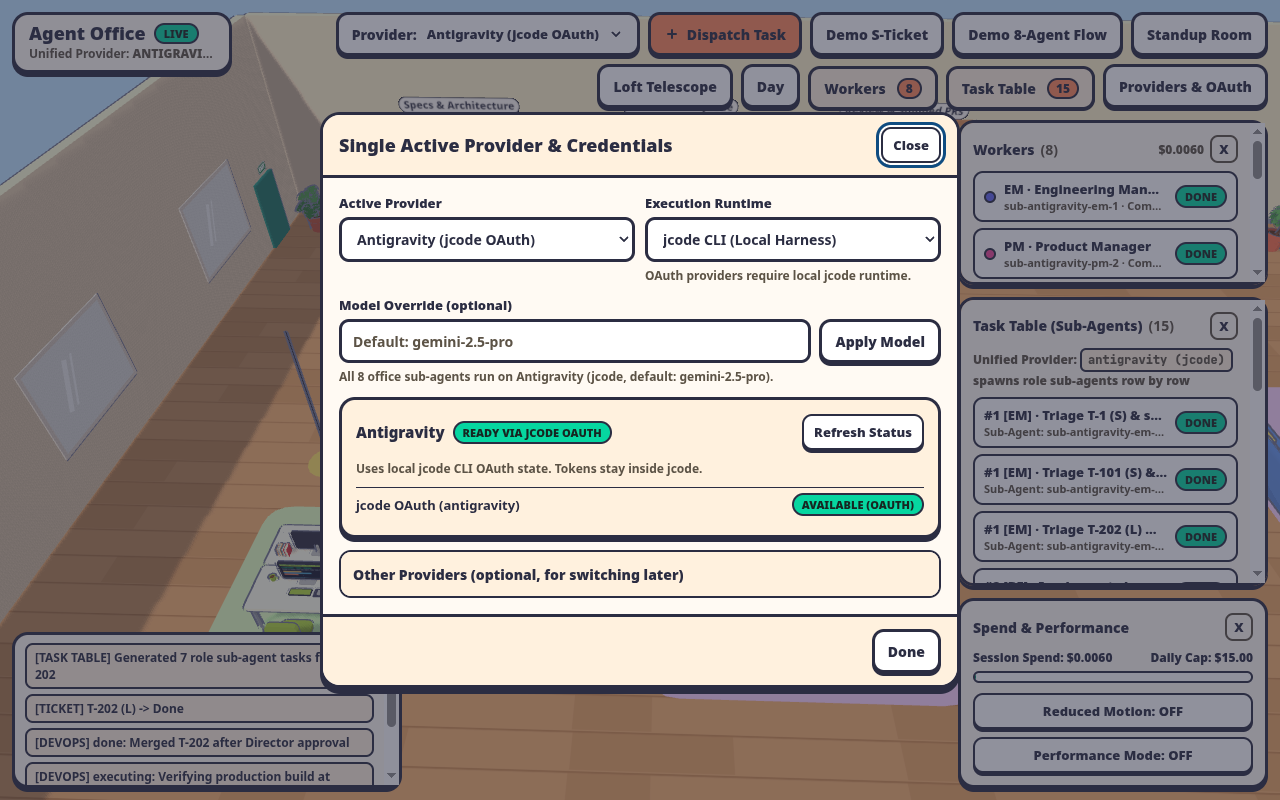 Agent Office LIVE
Unified Provider: ANTIGRAVI...
Provider: Antigravity (jcode OAuth)
+ Dispatch Task
Demo S-Ticket
Demo 8-Agent Flow
Standup Room
Loft Telescope
Day
Workers 8
Task Table 15
Providers & OAuth
Specs & Architecture
Single Active Provider & Credentials
Close
Active Provider
Antigravity (jcode OAuth)
Execution Runtime
jcode CLI (Local Harness)
OAuth providers require local jcode runtime.
Model Override (optional)
Default: gemini-2.5-pro
Apply Model
All 8 office sub-agents run on Antigravity (jcode, default: gemini-2.5-pro).
Antigravity READY VIA JCODE OAUTH
Refresh Status
Uses local jcode CLI OAuth state. Tokens stay inside jcode.
jcode OAuth (antigravity)
AVAILABLE (OAUTH)
Other Providers (optional, for switching later)
Done
Workers (8)
$0.0060
X
EM · Engineering Man...
sub-antigravity-em-1 · Com...
DONE
PM · Product Manager
sub-antigravity-pm-2 · Com...
DONE
Task Table (Sub-Agents) (15)
X
Unified Provider: antigravity (jcode)
spawns role sub-agents row by row
#1 [EM] · Triage T-1 (S) & s...
Sub-Agent: sub-antigravity-em-...
DONE
#1 [EM] · Triage T-101 (S) &...
Sub-Agent: sub-antigravity-em-...
DONE
#1 [EM] · Triage T-202 (L) ...
Sub-Agent: sub-antigravity-em-...
DONE
Spend & Performance
X
Session Spend: $0.0060
Daily Cap: $15.00
Reduced Motion: OFF
Performance Mode: OFF
[TASK TABLE] Generated 7 role sub-agent tasks f
202
[TICKET] T-202 (L) -> Done
[DEVOPS] done: Merged T-202 after Director approval
[DEVOPS] executing: Verifying production build at